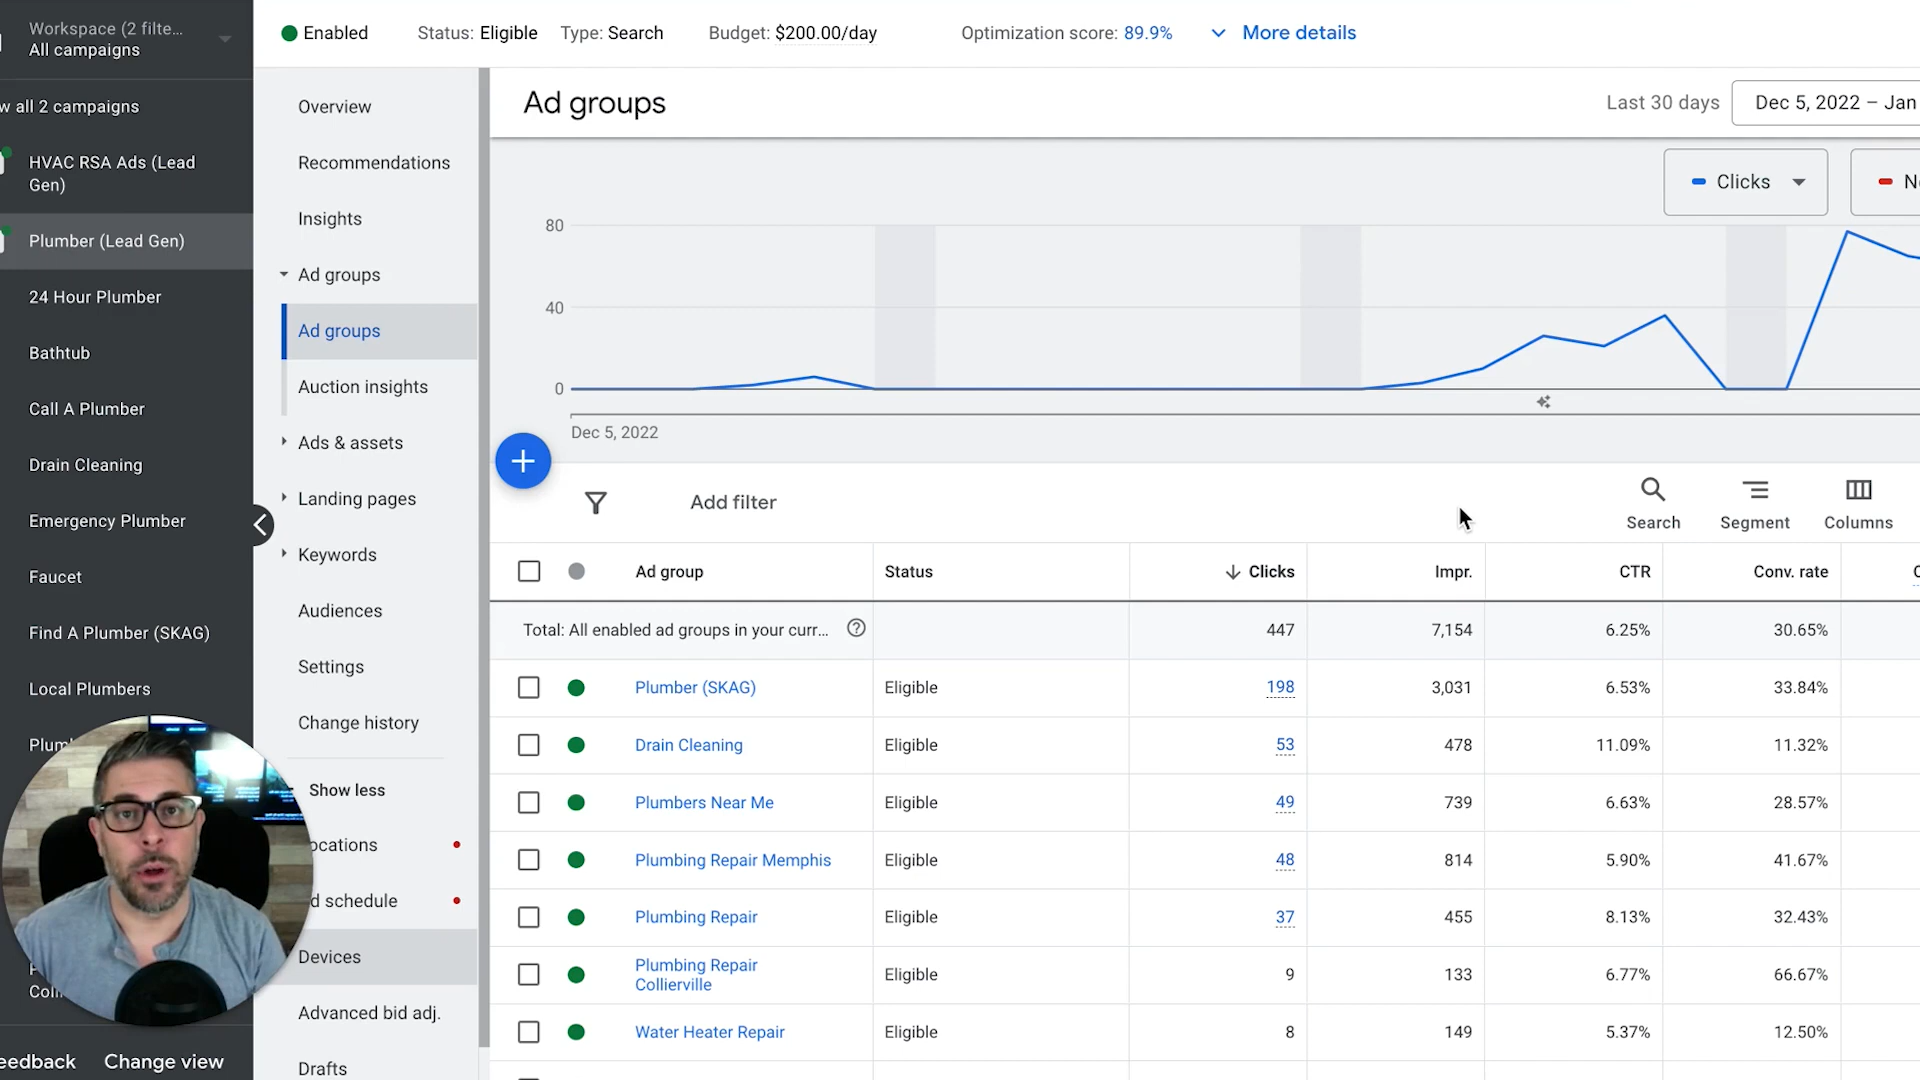 Workspace (2 filte...
All campaigns
Enabled
Status: Eligible
Type: Search
Budget: $200.00/day
Optimization score: 89.9%
More details
all 2 campaigns
HVAC RSA Ads (Lead
Gen)
Plumber (Lead Gen)
24 Hour Plumber
Bathtub
Call A Plumber
Drain Cleaning
Emergency Plumber
Faucet
Find A Plumber (SKAG)
Local Plumbers
Change view
Overview
Recommendations
Insights
Ad groups
Ad groups
Auction insights
Ads & assets
Landing pages
Keywords
Audiences
Settings
Change history
Show less
schedule
Devices
Advanced bid adj.
Drafts
Ad groups
Last 30 days
Dec 5, 2022 – Jan
Clicks
80
40
0
Dec 5, 2022
Add filter
Search
Segment
Columns
Ad group Status Clicks Impr. CTR Conv. rate
Total: All enabled ad groups in your curr... 447 7,154 6.25% 30.65%
Plumber (SKAG) Eligible 198 3,031 6.53% 33.84%
Drain Cleaning Eligible 53 478 11.09% 11.32%
Plumbers Near Me Eligible 49 739 6.63% 28.57%
Plumbing Repair Memphis Eligible 48 814 5.90% 41.67%
Plumbing Repair Eligible 37 455 8.13% 32.43%
Plumbing Repair
Collierville Eligible 9 133 6.77% 66.67%
Water Heater Repair Eligible 8 149 5.37% 12.50%